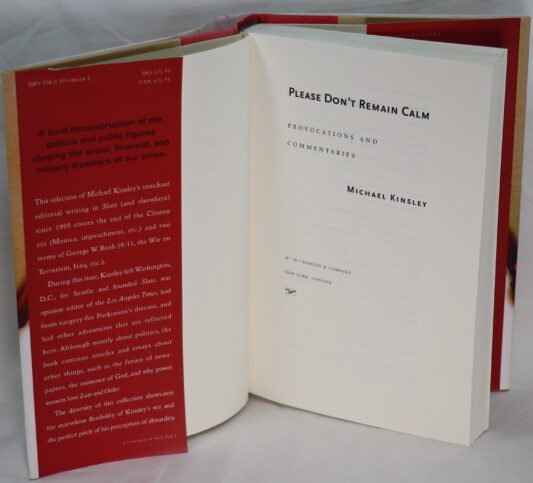 ISBN 978-0-393-06654-8
US $25.95
CAN. $28.95
A lucid deconstruction of the
politics and public figures
shaping the social, financial, and
military disasters of our times.
This selection of Michael Kinsley's trenchant
editorial writing in Slate (and elsewhere)
since 1995 covers the end of the Clinton
era (Monica, impeachment, etc.) and two
terms of George W. Bush (9/11, the War on
Terrorism, Iraq, etc.).
During this time, Kinsley left Washington,
D.C., for Seattle and founded Slate, was
opinion editor of the Los Angeles Times, had
brain surgery for Parkinson's disease, and
had other adventures that are reflected
here. Although mostly about politics, the
book contains articles and essays about
other things, such as the future of news-
papers, the existence of God, and why power
women love Law and Order.
The diversity of this collection showcases
the marvelous flexibility of Kinsley's wit and
the perfect pitch of his perception of absurdity.
(continued on back flap)
PLEASE DON'T REMAIN CALM
PROVOCATIONS AND
COMMENTARIES
MICHAEL KINSLEY
W • W • NORTON & COMPANY
NEW YORK • LONDON